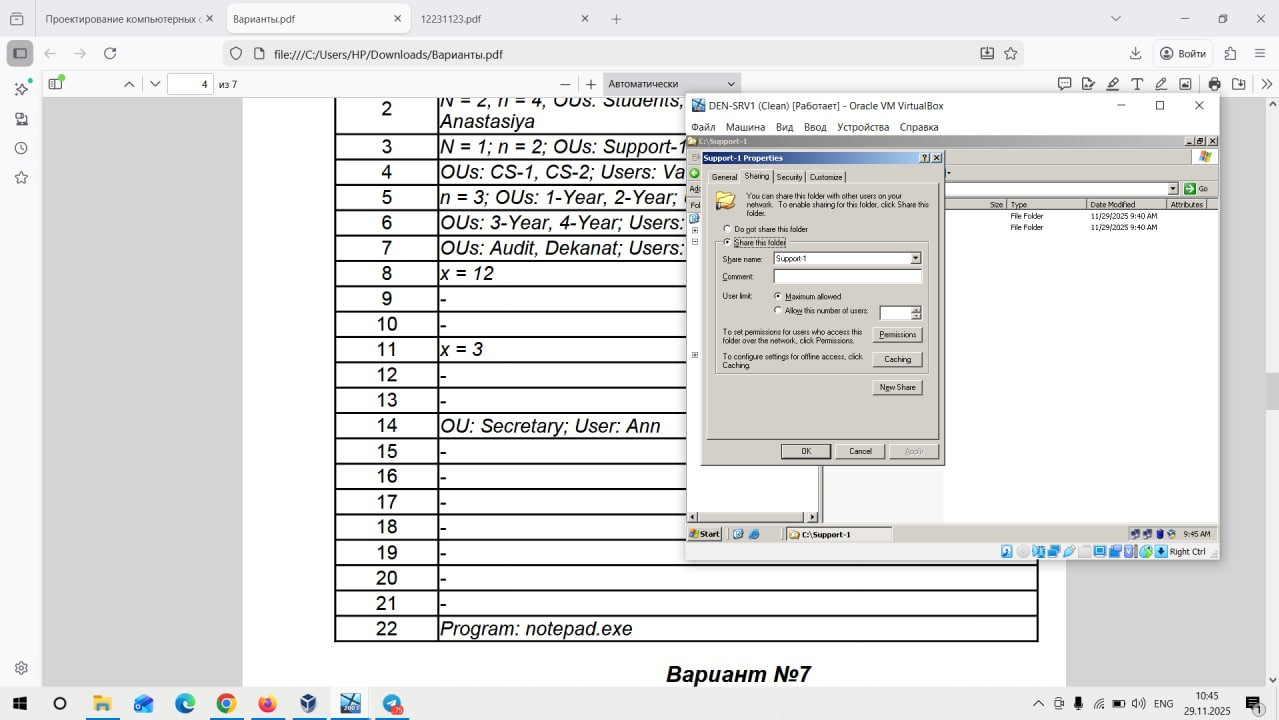 Проектирование компьютерных с
Варианты.pdf
12231123.pdf
file:///C:/Users/HP/Downloads/Варианты.pdf
Войти
4 из 7
Автоматически
2 N = 2; n = 4; OUs: Students,
Anastasiya
3 N = 1; n = 2; OUs: Support-1
4 OUs: CS-1, CS-2; Users: Va
5 n = 3; OUs: 1-Year, 2-Year;
6 OUs: 3-Year, 4-Year; Users:
7 OUs: Audit, Dekanat; Users:
8 x = 12
9 -
10 -
11 x = 3
12 -
13 -
14 OU: Secretary; User: Ann
15 -
16 -
17 -
18 -
19 -
20 -
21 -
22 Program: notepad.exe
Вариант №7
DEN-SRV1 (Clean) [Работает] - Oracle VM VirtualBox
Файл Машина Вид Ввод Устройства Справка
C:\Support-1
Support-1 Properties
General Sharing Security Customize
You can share this folder with other users on your
network. To enable sharing for this folder, click Share this
folder.
Do not share this folder
Share this folder
Share name: Support-1
Comment:
User limit: Maximum allowed
Allow this number of users:
To set permissions for users who access this
folder over the network, click Permissions.
Permissions
To configure settings for offline access, click
Caching.
Caching
New Share
OK Cancel Apply
Go
Size Type Date Modified Attributes
File Folder 11/29/2025 9:40 AM
File Folder 11/29/2025 9:40 AM
Start
C:\Support-1
9:45 AM
Right Ctrl
ENG
10:45
29.11.2025